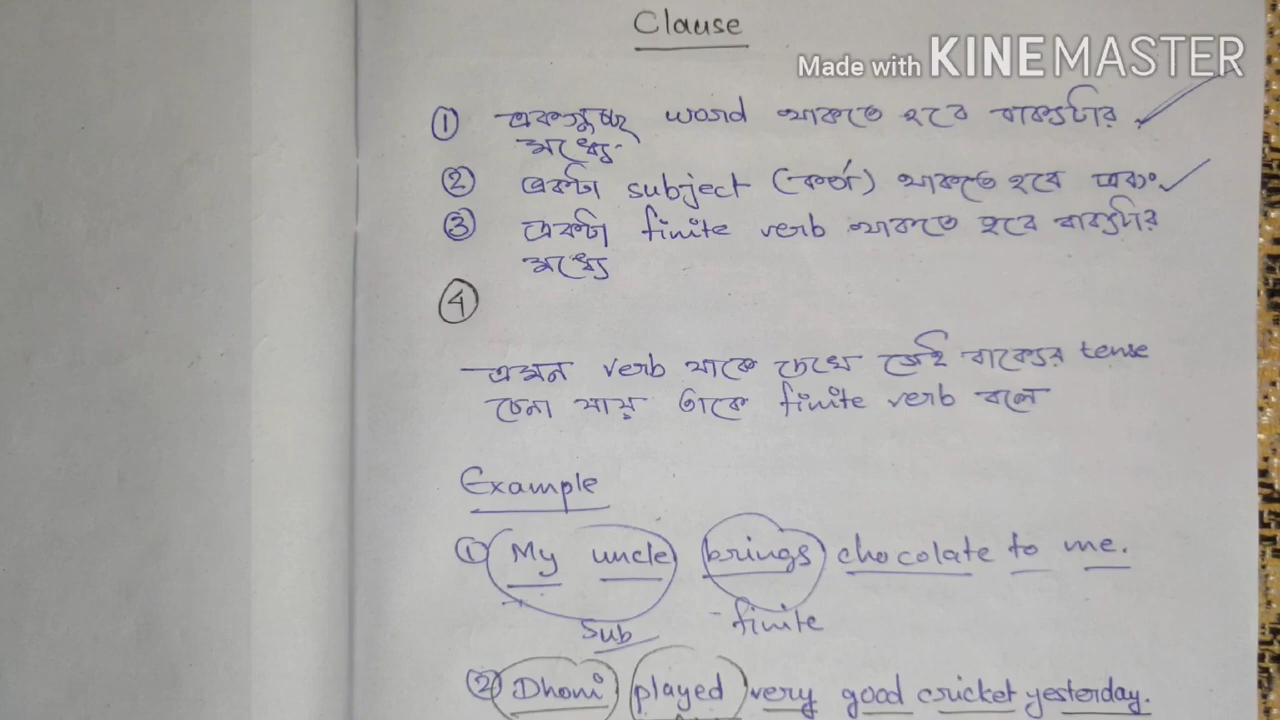 Clause
Made with KINEMASTER
① একগুচ্ছ word থাকতে হবে বাক্যটার
মধ্যে
② একটা subject (কর্তা) থাকতে হবে এবং
③ একটা finite verb থাকতে হবে বাক্যটার
মধ্যে
④
এমন verb যাকে দেখে সেই বাক্যের tense
চেনা যায় তাকে finite verb বলে
Example
① My uncle brings chocolate to me.
Sub finite
② Dhoni played very good cricket yesterday.